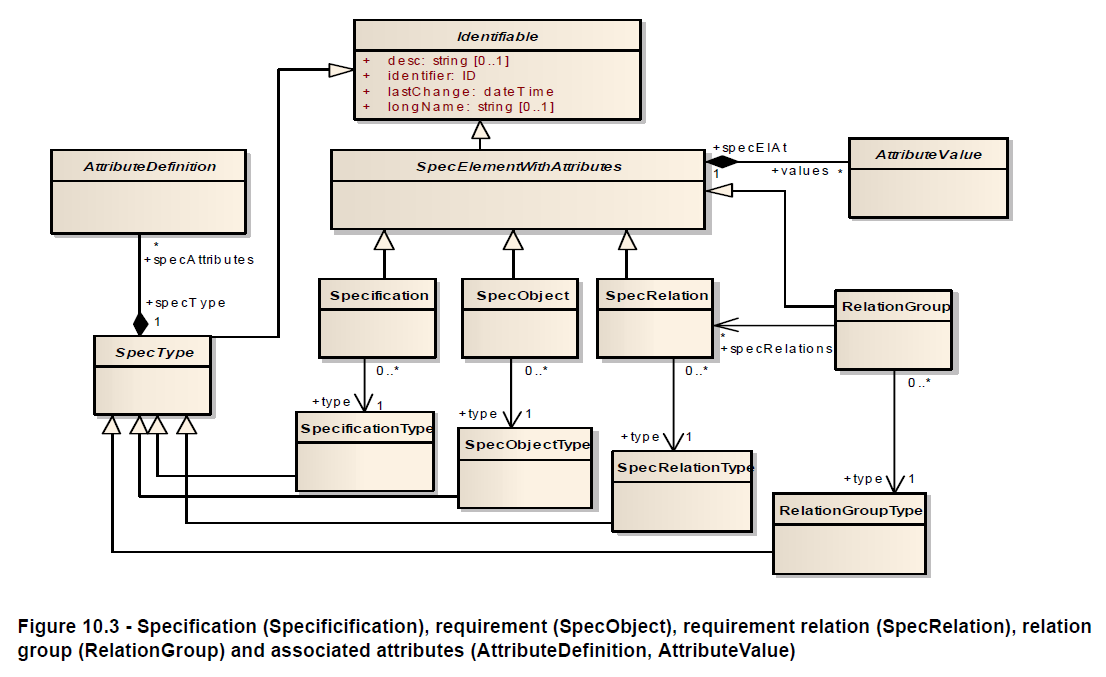 Identifiable
+ desc: string [0..1]
+ identifier: ID
+ lastChange: dateTime
+ longName: string [0..1]
AttributeDefinition
SpecElementWithAttributes
+specElAt
1
+values *
AttributeValue
*
+specAttributes
+specType
1
SpecType
Specification
SpecObject
SpecRelation
RelationGroup
*
+specRelations
0..*
0..*
0..*
0..*
+type 1
+type 1
+type 1
+type 1
SpecificationType
SpecObjectType
SpecRelationType
RelationGroupType
Figure 10.3 - Specification (Specificification), requirement (SpecObject), requirement relation (SpecRelation), relation
group (RelationGroup) and associated attributes (AttributeDefinition, AttributeValue)